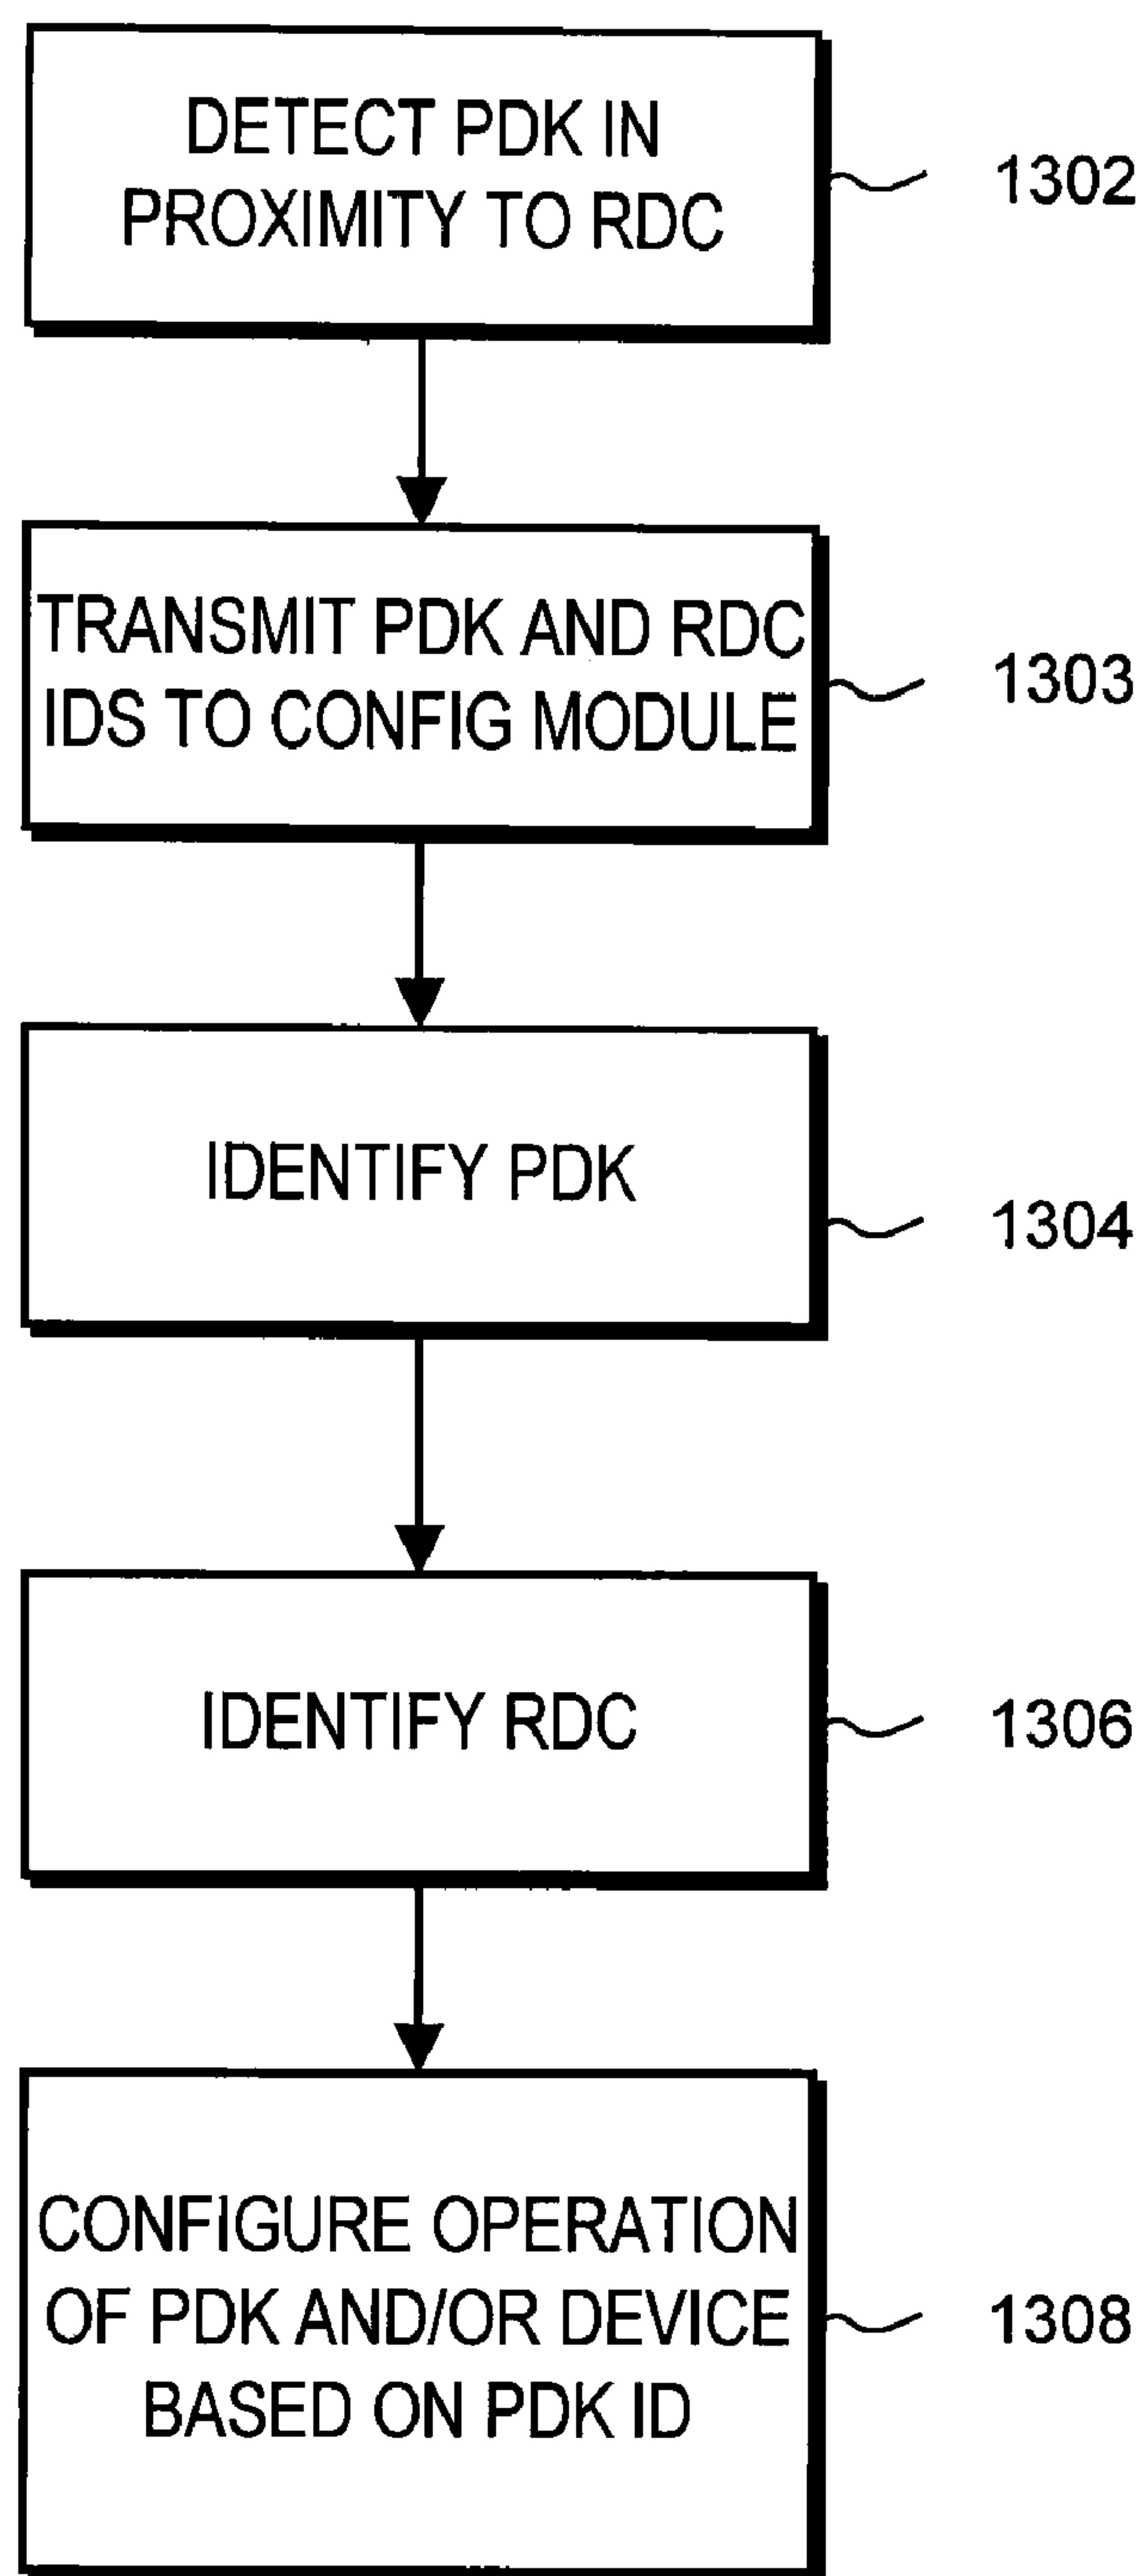 DETECT PDK IN
PROXIMITY TO RDC
1302
TRANSMIT PDK AND RDC
IDS TO CONFIG MODULE
1303
IDENTIFY PDK
1304
IDENTIFY RDC
1306
CONFIGURE OPERATION
OF PDK AND/OR DEVICE
BASED ON PDK ID
1308